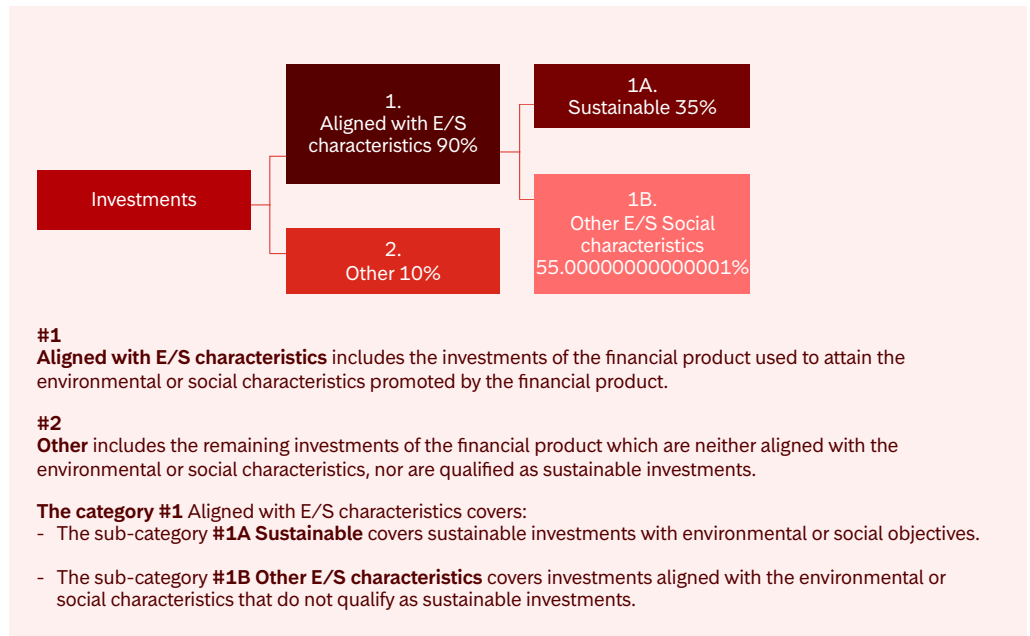 Investments
1.
Aligned with E/S
characteristics 90%
2.
Other 10%
1A.
Sustainable 35%
1B.
Other E/S Social
characteristics
55.00000000000001%
#1
Aligned with E/S characteristics includes the investments of the financial product used to attain the
environmental or social characteristics promoted by the financial product.
#2
Other includes the remaining investments of the financial product which are neither aligned with the
environmental or social characteristics, nor are qualified as sustainable investments.
The category #1 Aligned with E/S characteristics covers:
- The sub-category #1A Sustainable covers sustainable investments with environmental or social objectives.
- The sub-category #1B Other E/S characteristics covers investments aligned with the environmental or
social characteristics that do not qualify as sustainable investments.